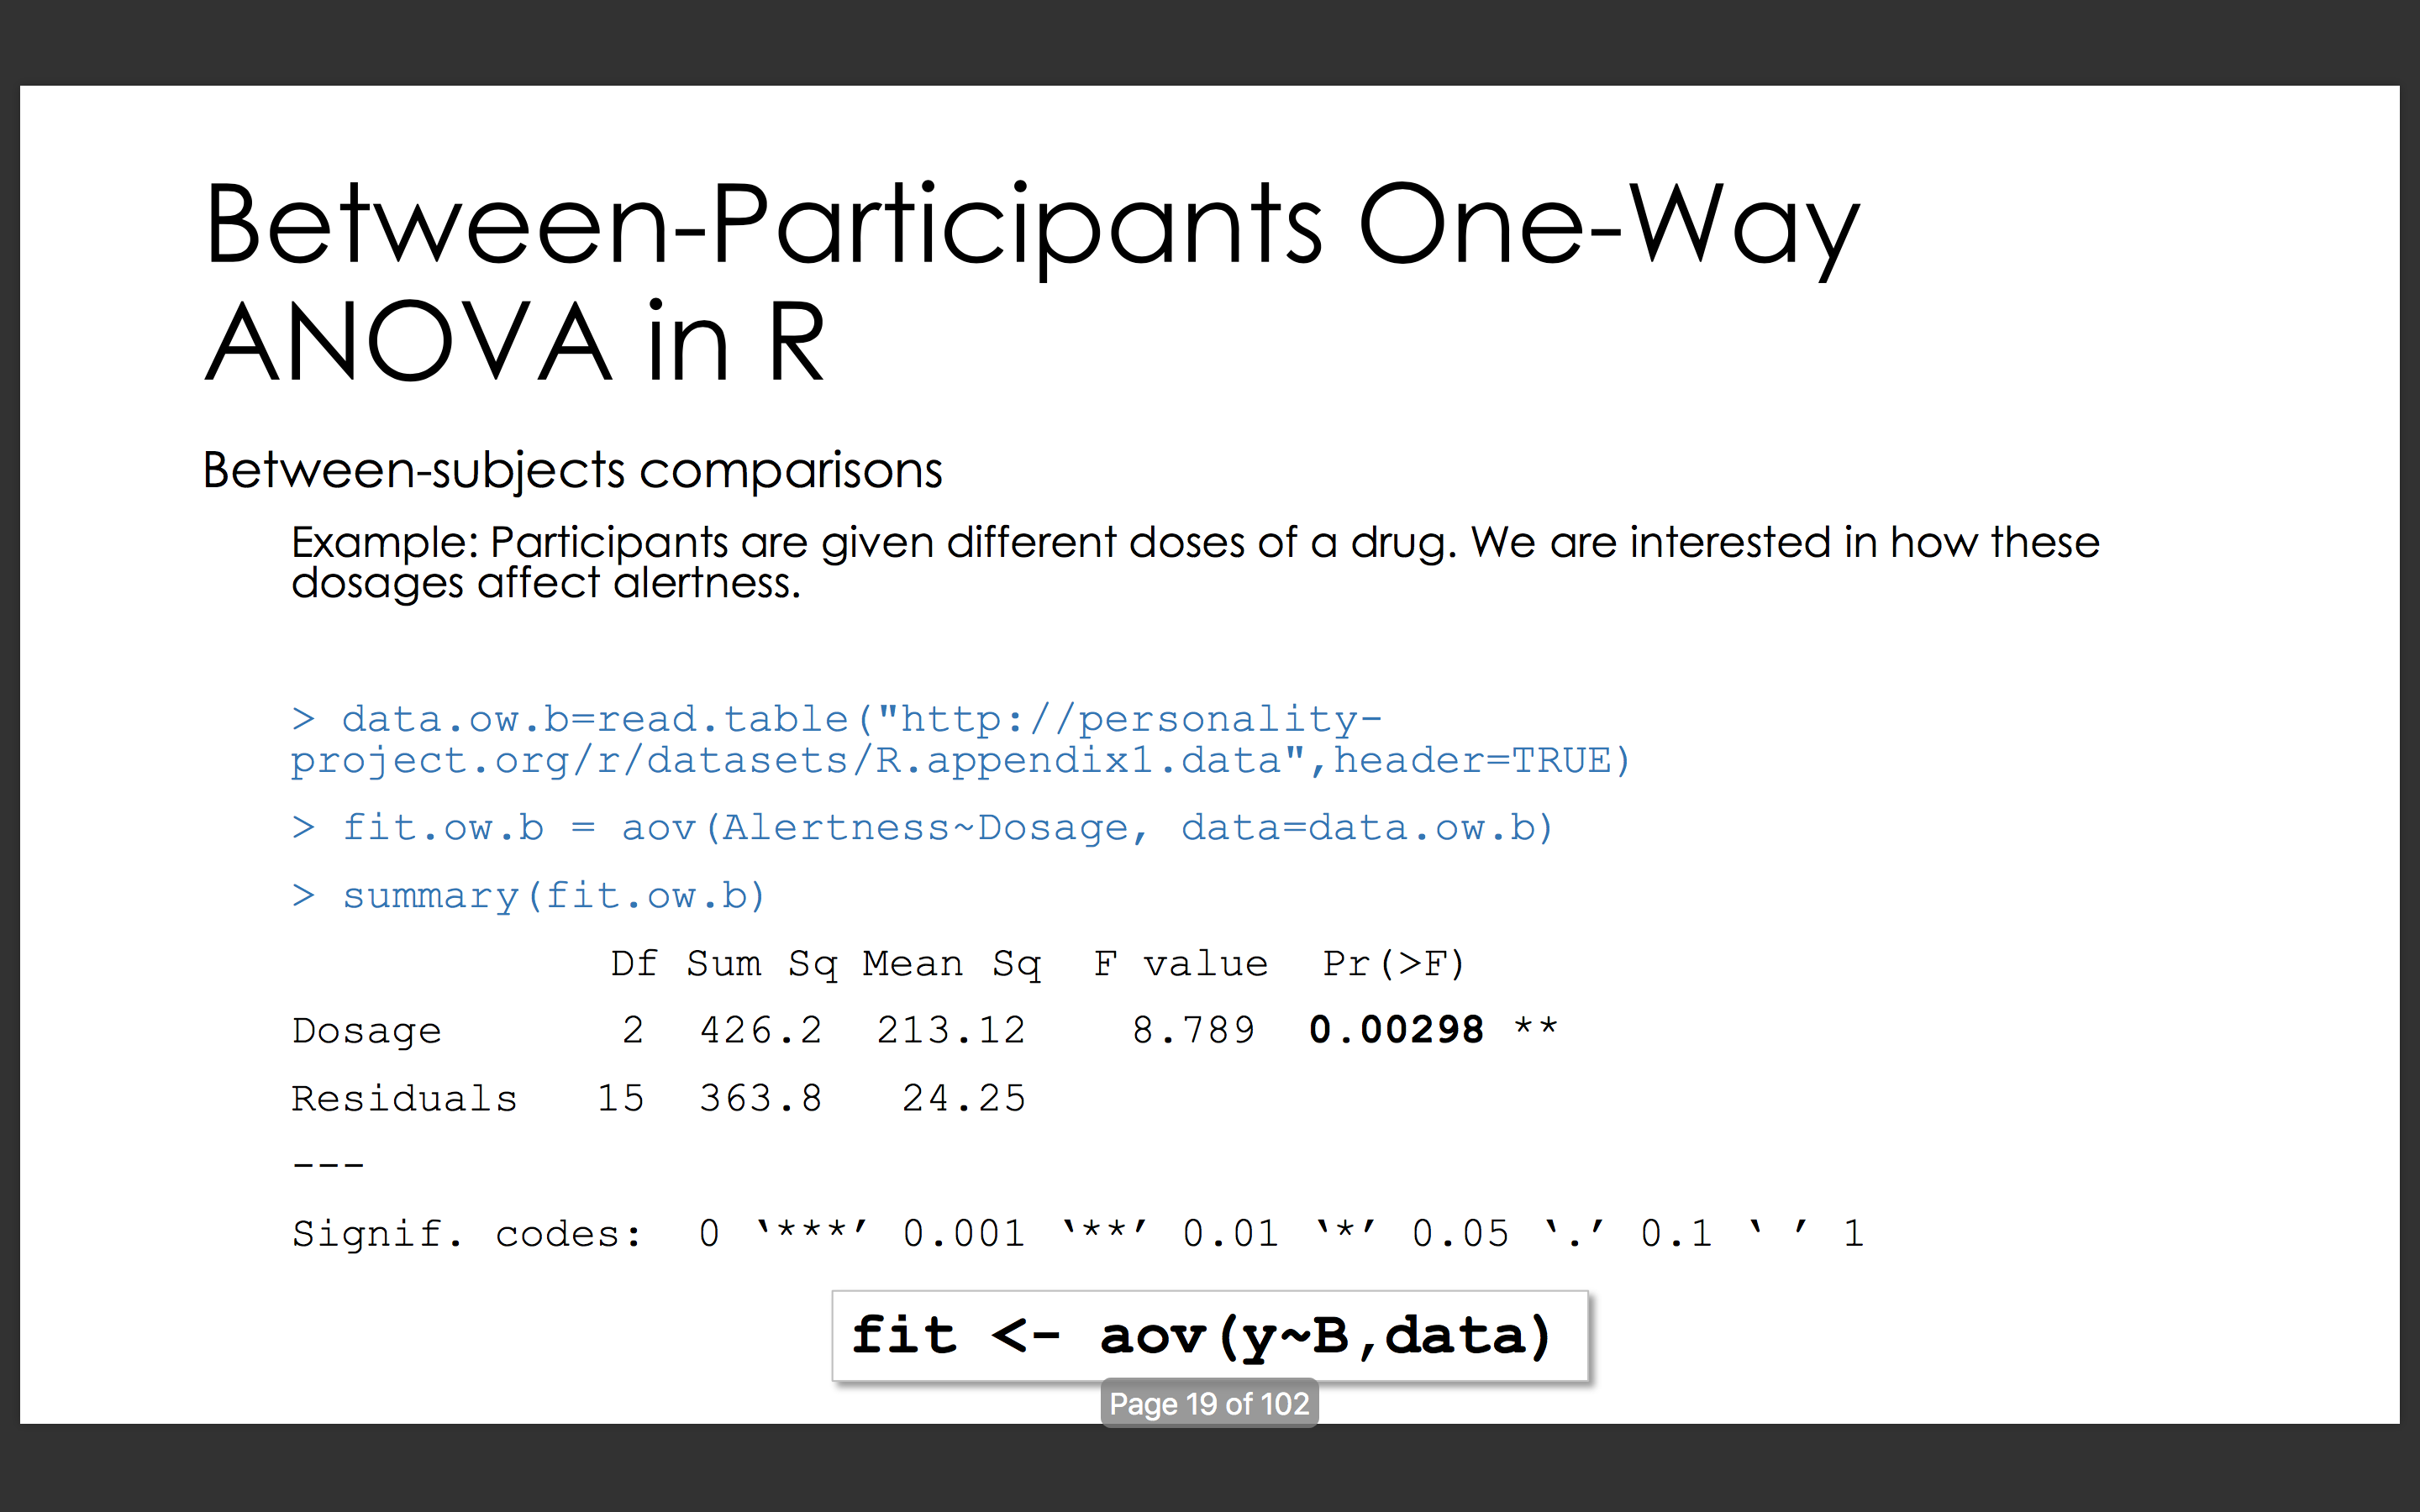 Between-Participants One-Way
ANOVA in R
Between-subjects comparisons
Example: Participants are given different doses of a drug. We are interested in how these
dosages affect alertness.
> data.ow.b=read.table("http://personality-
project.org/r/datasets/R.appendix1.data",header=TRUE)
> fit.ow.b = aov(Alertness~Dosage, data=data.ow.b)
> summary(fit.ow.b)
Df Sum Sq Mean Sq F value Pr(>F)
Dosage 2 426.2 213.12 8.789 0.00298 **
Residuals 15 363.8 24.25
---
Signif. codes: 0 ‘***’ 0.001 ‘**’ 0.01 ‘*’ 0.05 ‘.’ 0.1 ‘ ’ 1
fit <- aov(y~B,data)
Page 19 of 102